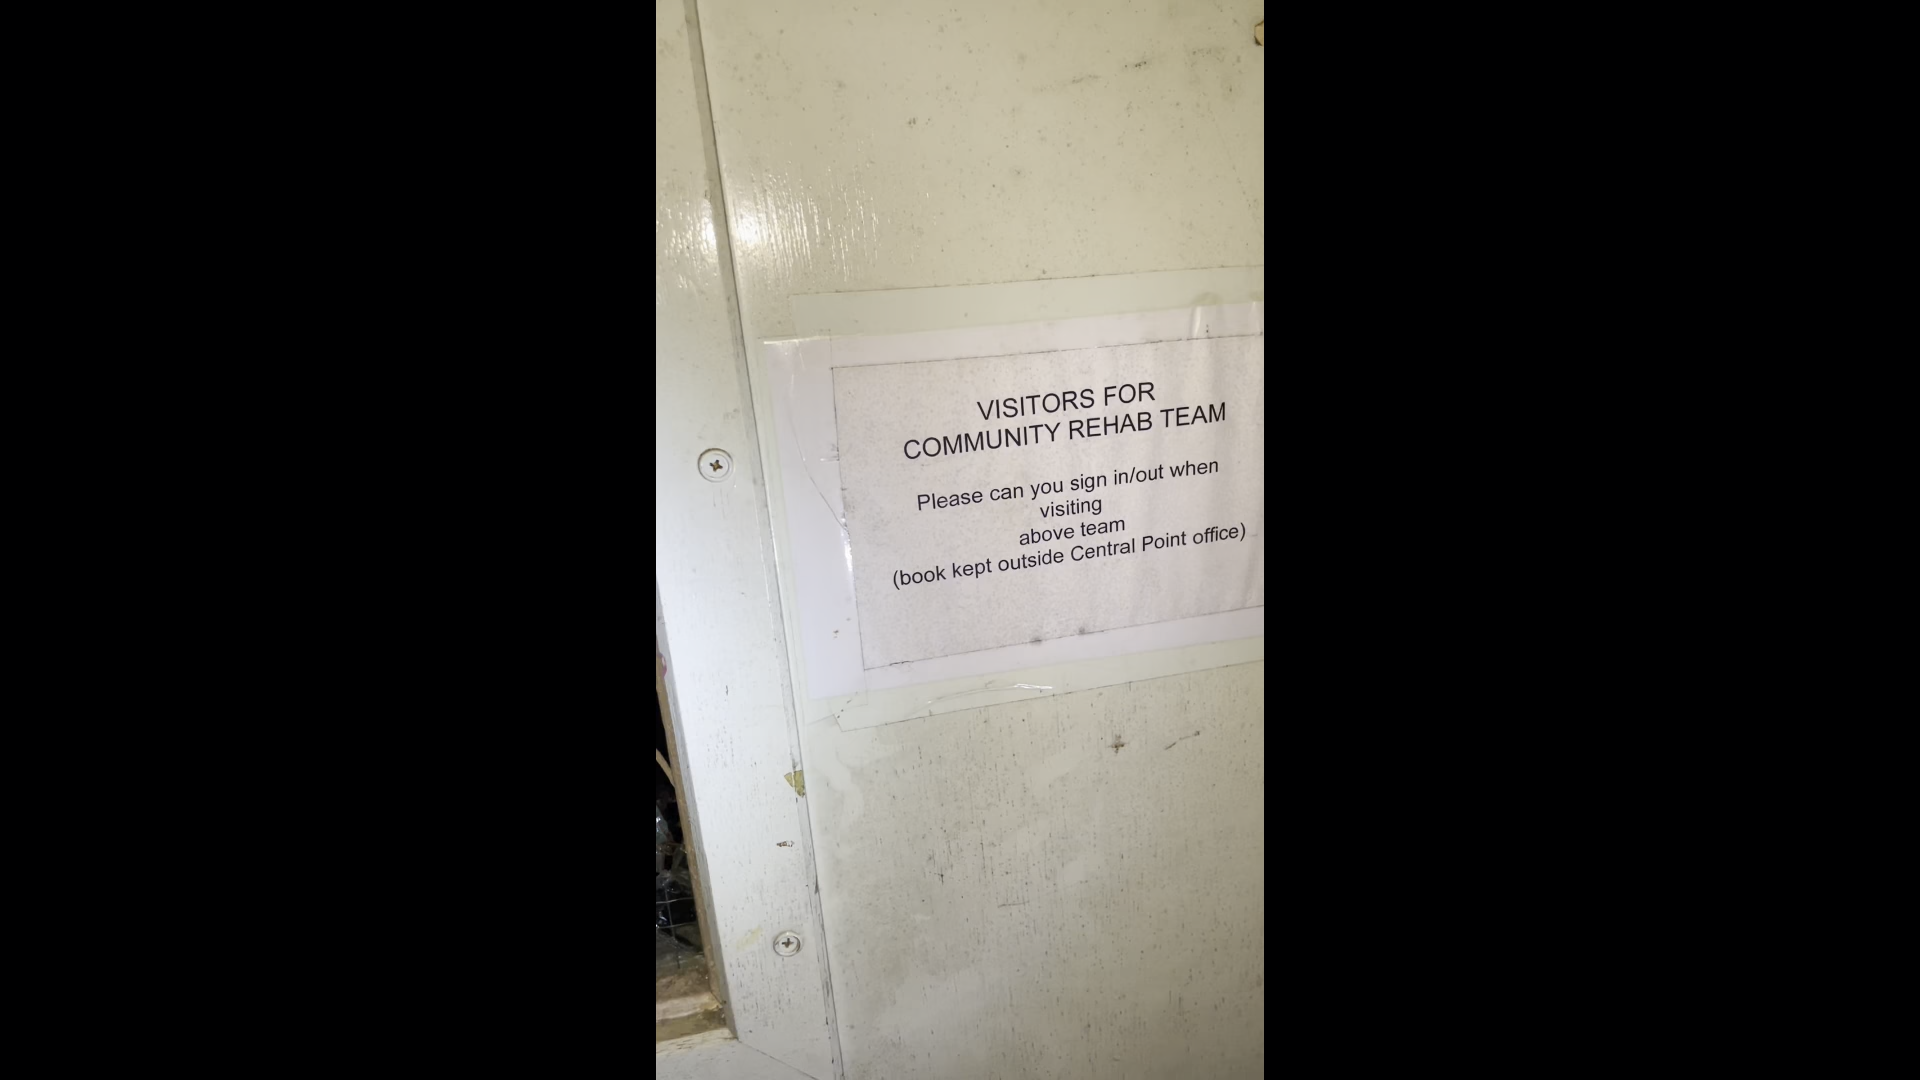 VISITORS FOR
COMMUNITY REHAB TEAM
Please can you sign in/out when
visiting
above team
(book kept outside Central Point office)